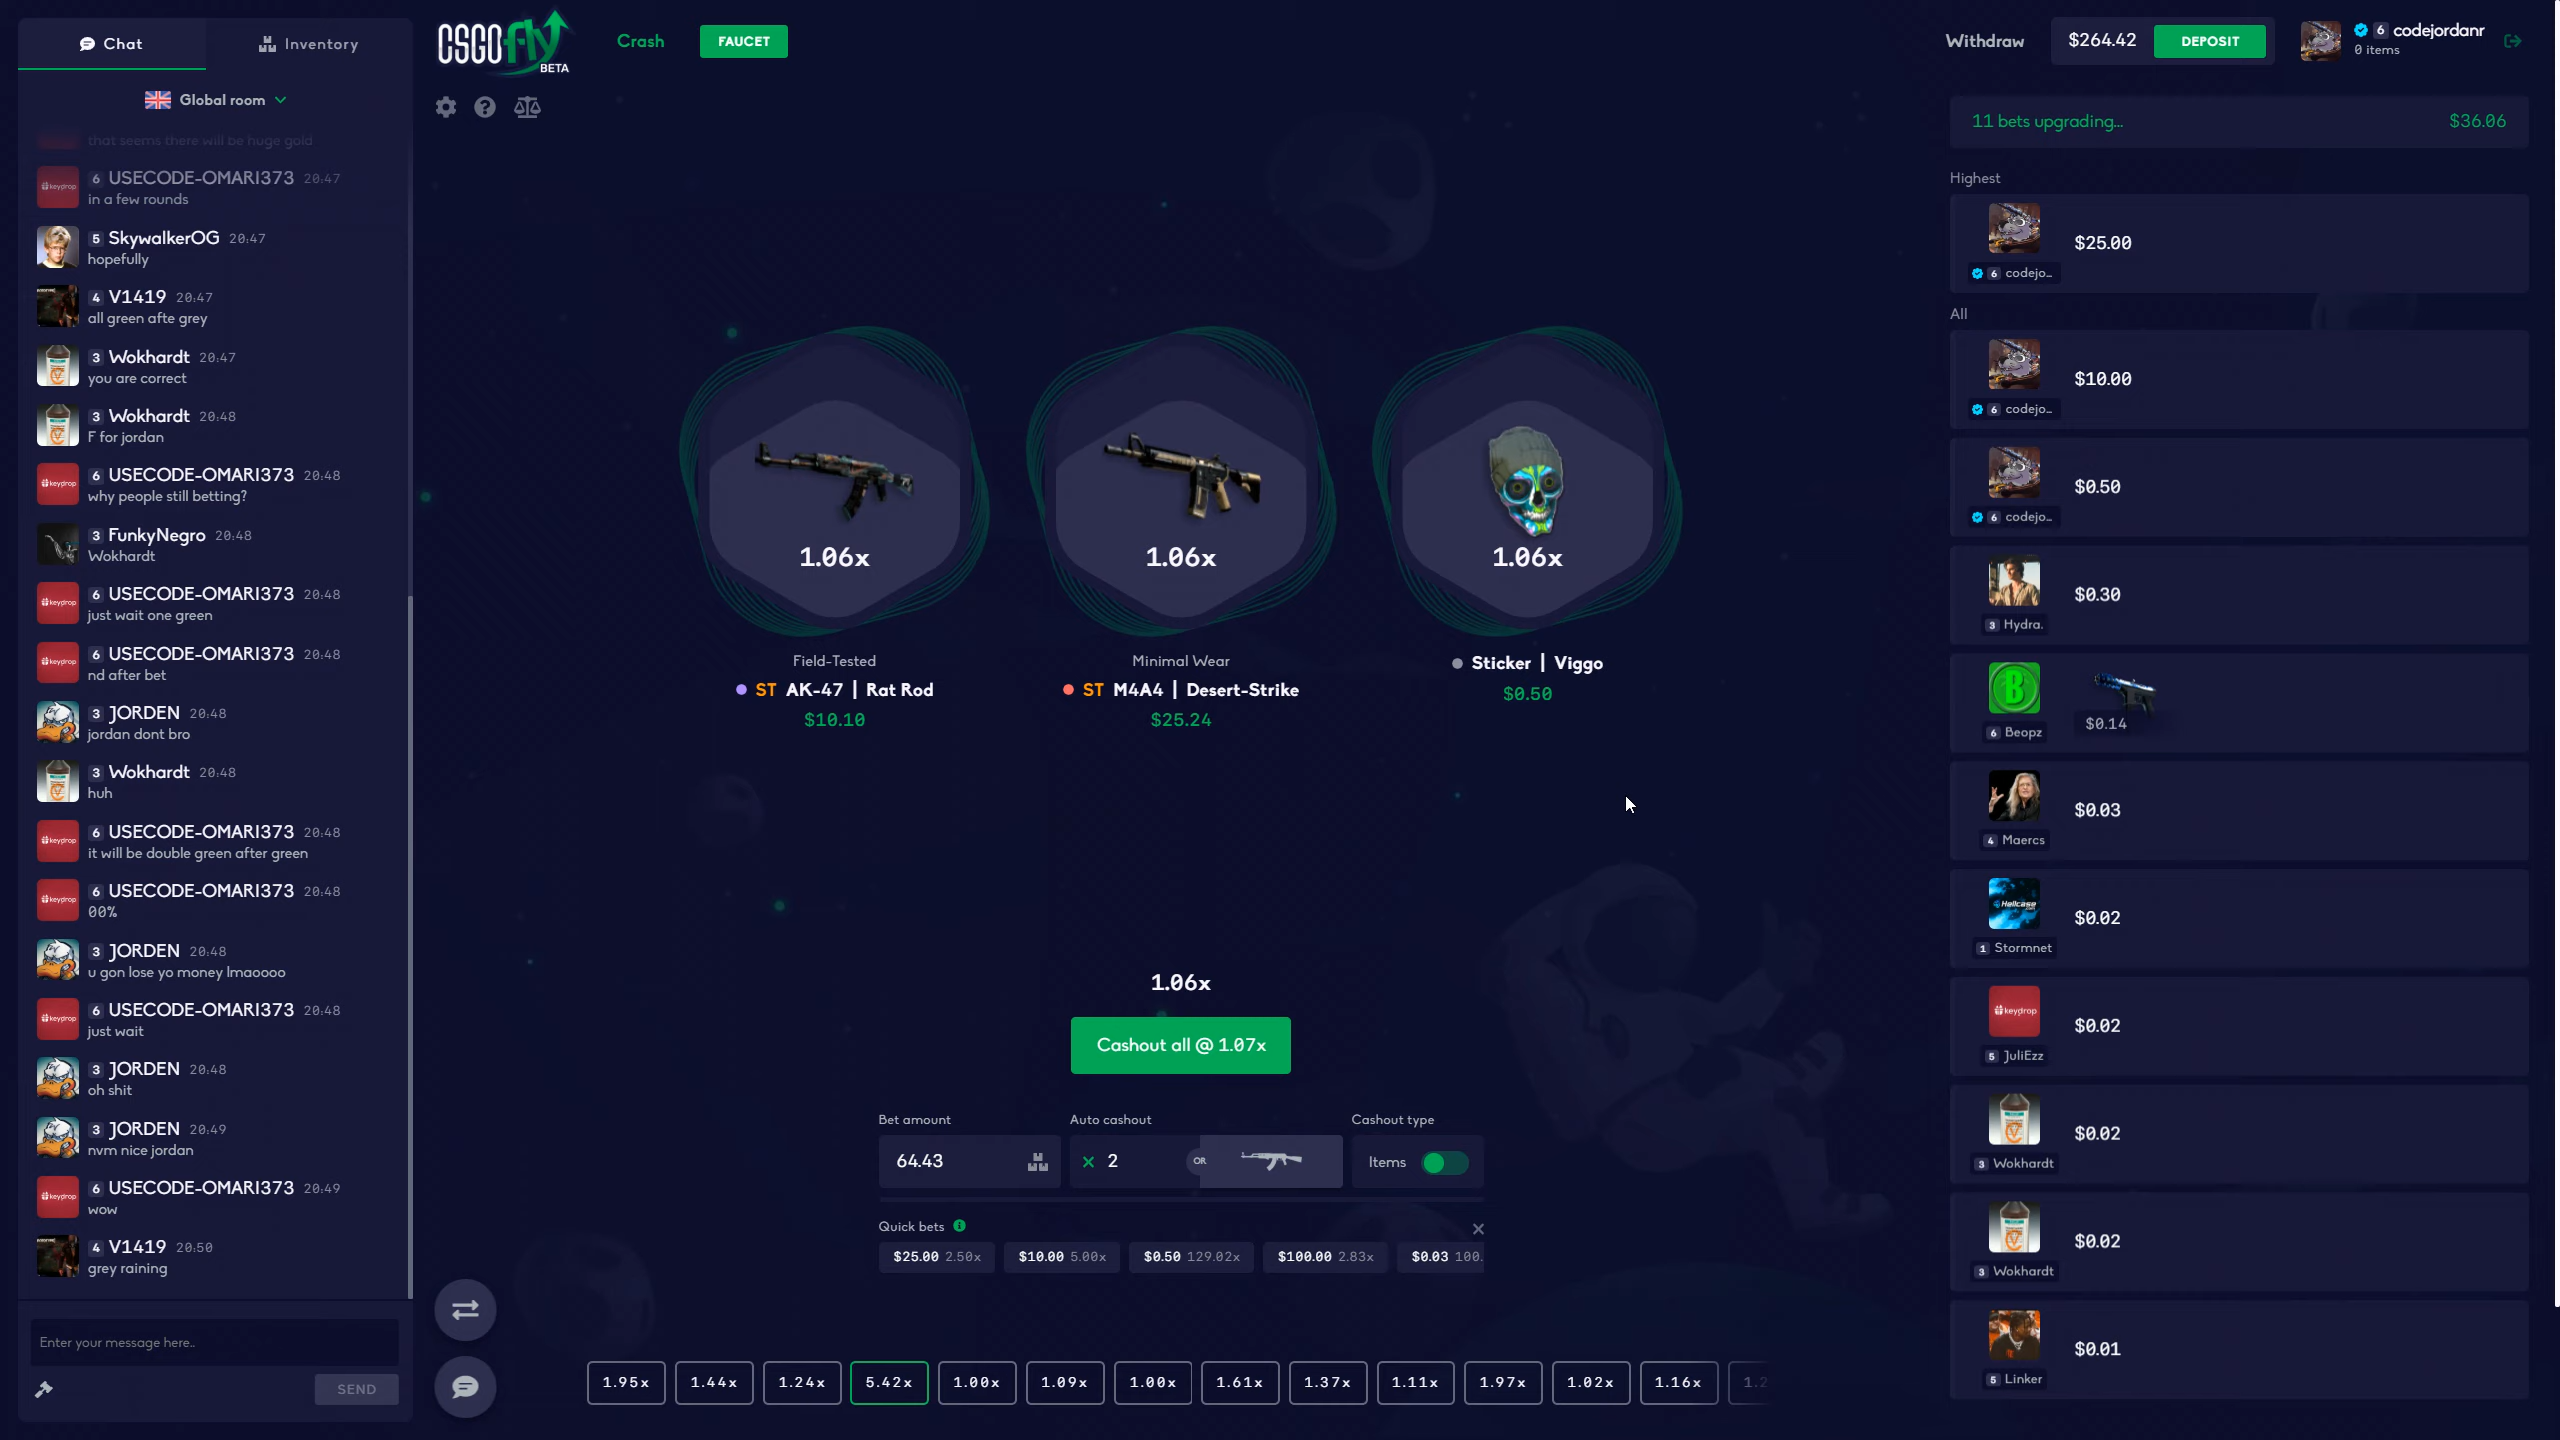 Chat
Inventory
Global room
that seems there will be huge gold
6 USECODE-OMARI373 20:47
in a few rounds
5 SkywalkerOG 20:47
hopefully
4 V1419 20:47
all green afte grey
3 Wokhardt 20:47
you are correct
3 Wokhardt 20:48
F for jordan
6 USECODE-OMARI373 20:48
why people still betting?
3 FunkyNegro 20:48
Wokhardt
6 USECODE-OMARI373 20:48
just wait one green
6 USECODE-OMARI373 20:48
nd after bet
3 JORDEN 20:48
jordan dont bro
3 Wokhardt 20:48
huh
6 USECODE-OMARI373 20:48
it will be double green after green
6 USECODE-OMARI373 20:48
00%
3 JORDEN 20:48
u gon lose yo money lmaoooo
6 USECODE-OMARI373 20:48
just wait
3 JORDEN 20:48
oh shit
3 JORDEN 20:49
nvm nice jordan
6 USECODE-OMARI373 20:49
wow
4 V1419 20:50
grey raining
Enter your message here..
SEND
CSGOfly
BETA
Crash
FAUCET
Withdraw
$264.42
DEPOSIT
6 codejordanr
0 items
1.06x
1.06x
1.06x
Field-Tested
ST AK-47 | Rat Rod
$10.10
Minimal Wear
ST M4A4 | Desert-Strike
$25.24
Sticker | Viggo
$0.50
1.06x
Cashout all @ 1.07x
Bet amount
64.43
Auto cashout
× 2
OR
Cashout type
Items
Quick bets
$25.00 2.50x
$10.00 5.00x
$0.50 129.02x
$100.00 2.83x
$0.03 100.
1.95x
1.44x
1.24x
5.42x
1.00x
1.09x
1.00x
1.61x
1.37x
1.11x
1.97x
1.02x
1.16x
1.2
11 bets upgrading...
$36.06
Highest
$25.00
6 codejo...
All
$10.00
6 codejo...
$0.50
6 codejo...
$0.30
3 Hydra.
$0.14
6 Beopz
$0.03
4 Maercs
Hellcase
$0.02
1 Stormnet
keydrop
$0.02
5 JuliEzz
$0.02
3 Wokhardt
$0.02
3 Wokhardt
$0.01
5 Linker